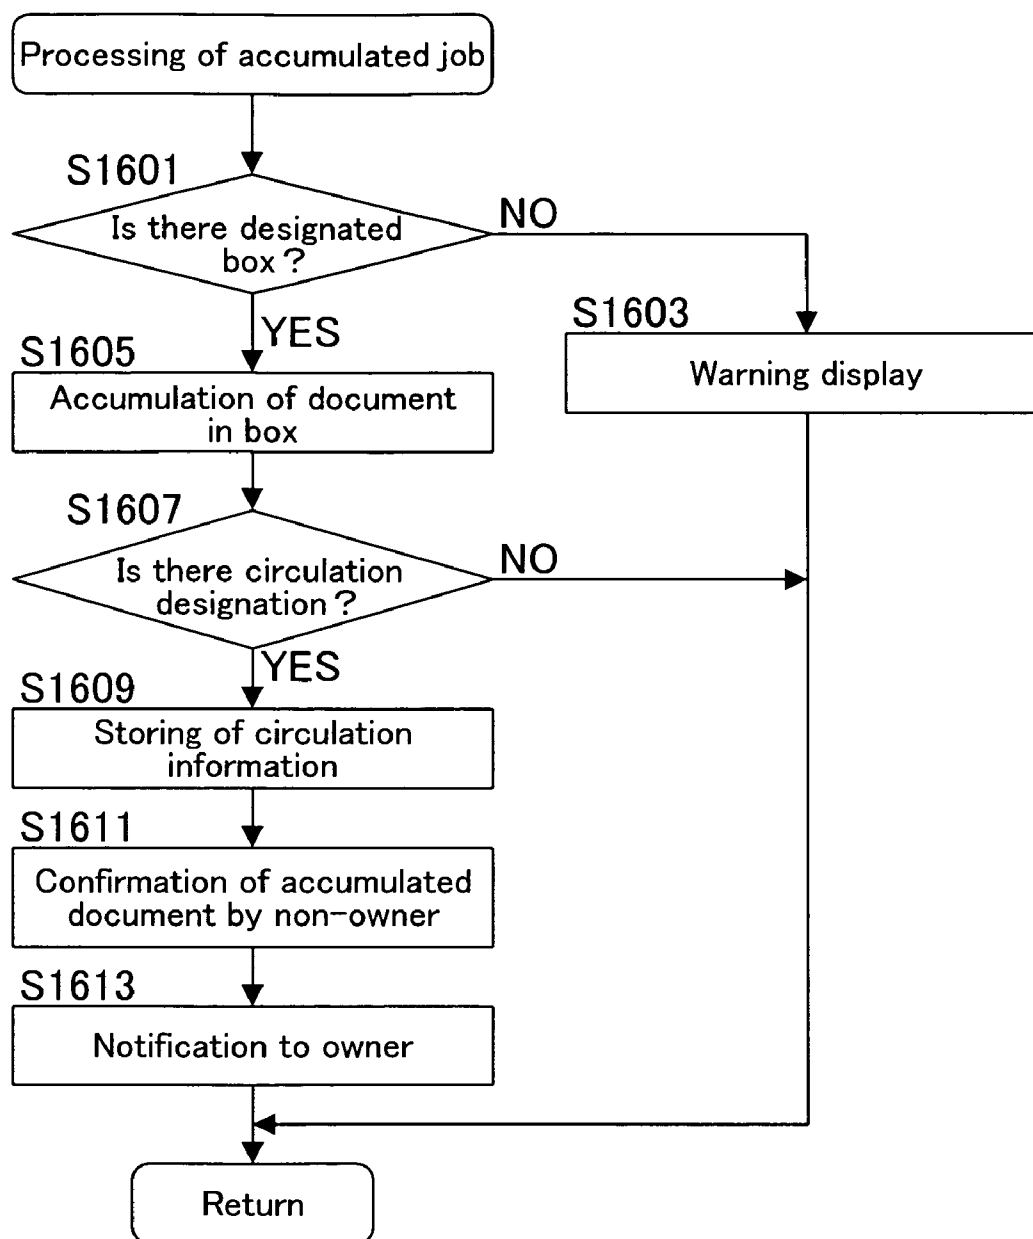 Processing of accumulated job
S1601
Is there designated
box?
NO
YES
S1603
Warning display
S1605
Accumulation of document
in box
S1607
Is there circulation
designation?
NO
YES
S1609
Storing of circulation
information
S1611
Confirmation of accumulated
document by non-owner
S1613
Notification to owner
Return